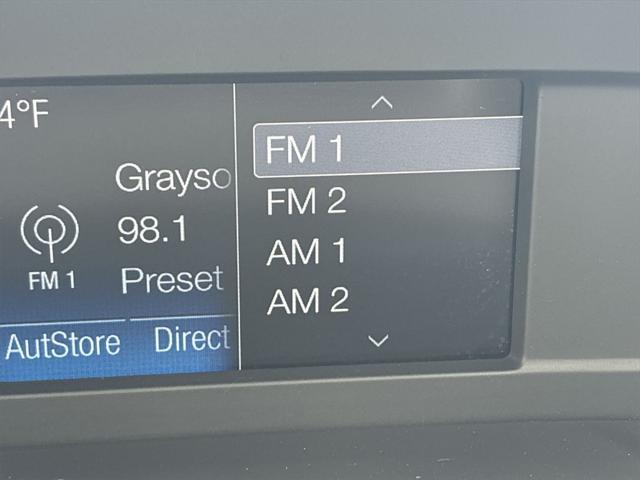 4°F
Grayso
98.1
FM 1
Preset
AutStore Direct
FM 1
FM 2
AM 1
AM 2